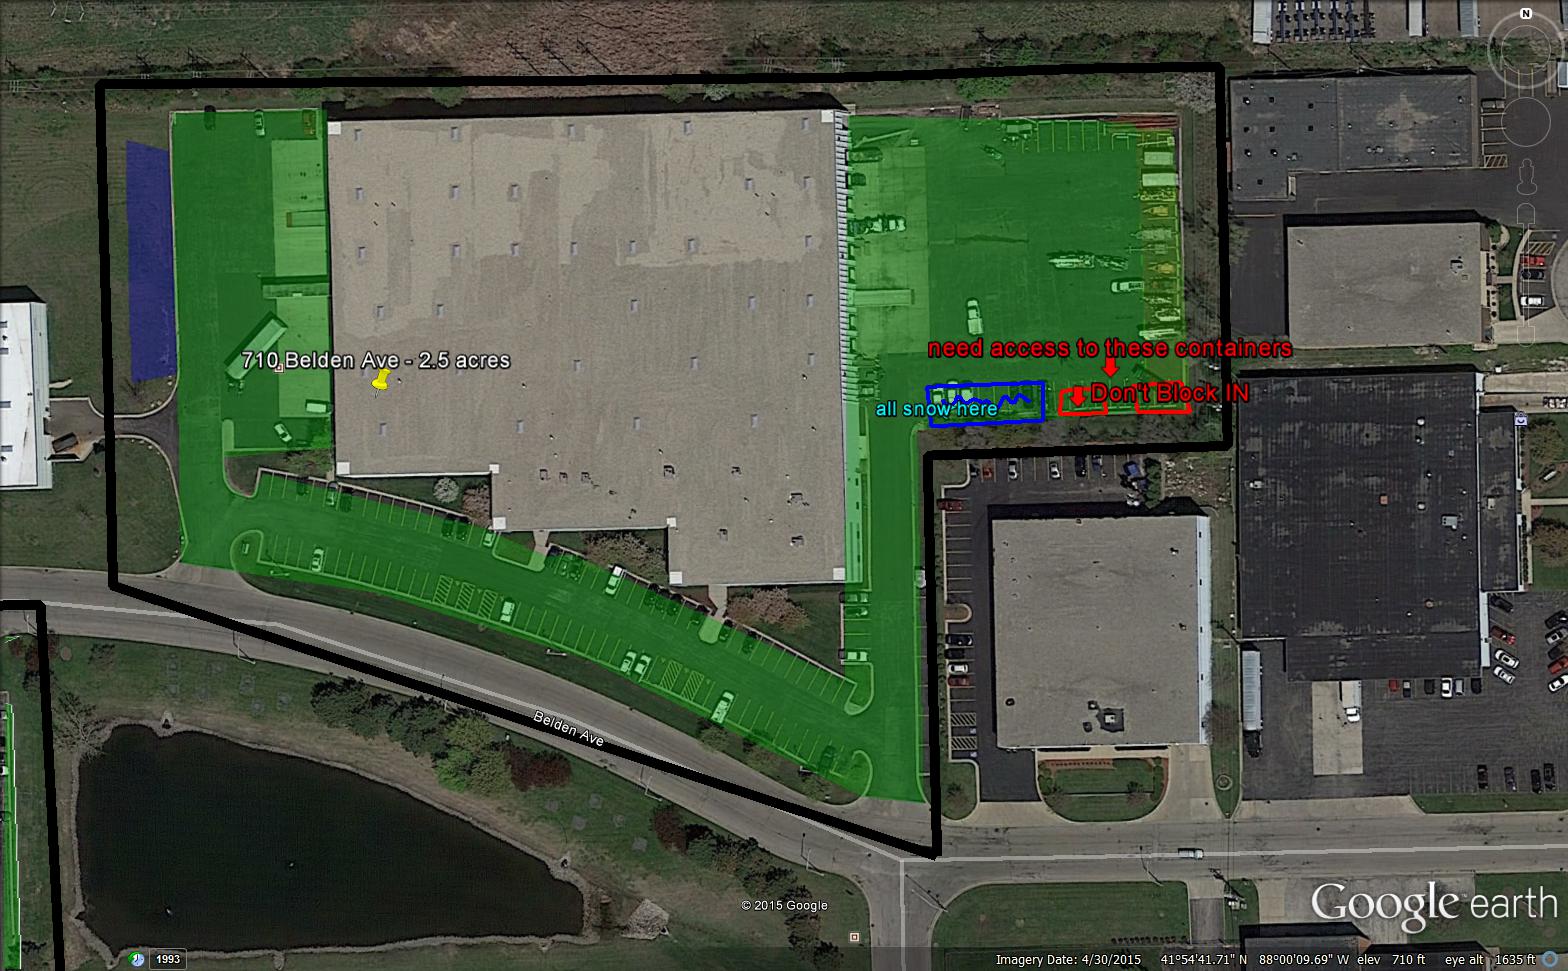 N
need access to these containers
710 Belden Ave - 2.5 acres
Don't Block IN
all snow here
Belden Ave
© 2015 Google
Google earth
1993
Imagery Date: 4/30/2015 41°54'41.71" N 88°00'09.69" W elev 710 ft eye alt 1635 ft